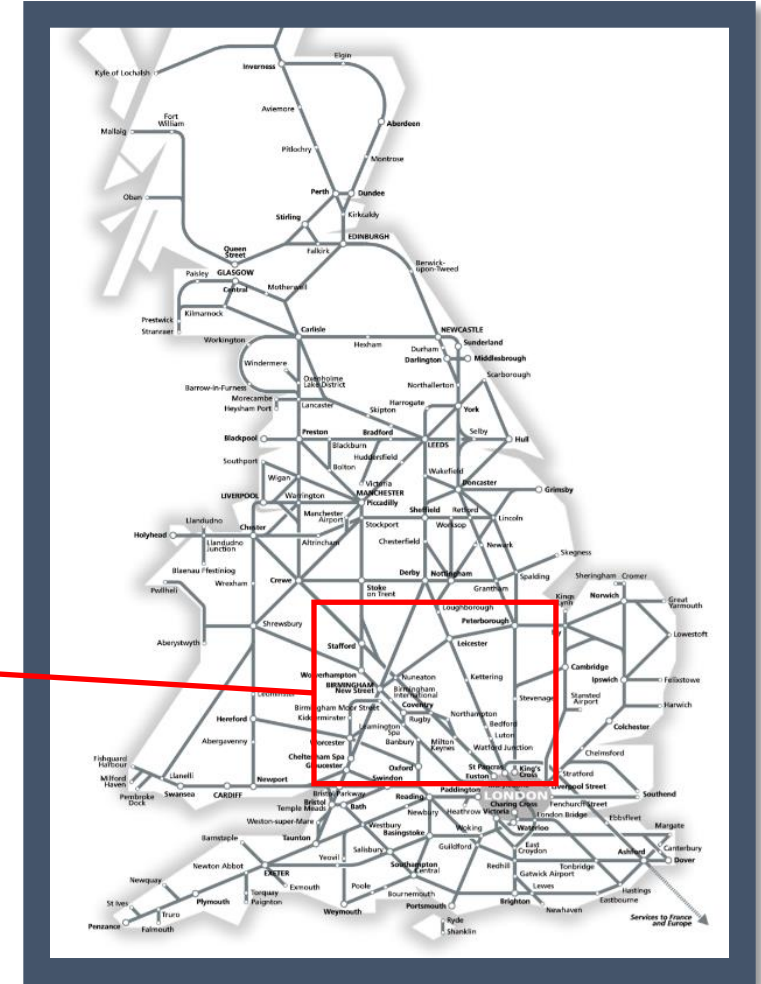 Elgin
Inverness
Kyle of Lochalsh
Aviemore
Fort
William
Mallaig
Aberdeen
Pitlochry
Montrose
Perth
Dundee
Oban
Stirling
Kirkcaldy
EDINBURGH
Queen
Street
Falkirk
Berwick-
upon-Tweed
Paisley
GLASGOW
Central
Motherwell
Prestwick
Kilmarnock
Stranraer
Carlisle
NEWCASTLE
Workington
Hexham
Sunderland
Durham
Darlington
Middlesbrough
Windermere
Scarborough
Oxenholme
Lake District
Barrow-in-Furness
Northallerton
Morecambe
Harrogate
Heysham Port
Lancaster
Skipton
York
Blackpool
Preston
Bradford
Selby
Hull
Blackburn
LEEDS
Huddersfield
Southport
Bolton
Wakefield
Wigan
Victoria
Doncaster
MANCHESTER
Grimsby
LIVERPOOL
Warrington
Piccadilly
Manchester
Airport
Sheffield
Retford
Lincoln
Llandudno
Chester
Stockport
Worksop
Holyhead
Llandudno
Junction
Altrincham
Chesterfield
Newark
Skegness
Blaenau Ffestiniog
Derby
Nottingham
Spalding
Sheringham
Cromer
Pwllheli
Wrexham
Crewe
Stoke
on Trent
Grantham
Kings
Norwich
Great
Yarmouth
Loughborough
Peterborough
Aberystwyth
Shrewsbury
Stafford
Leicester
Lowestoft
Cambridge
Wolverhampton
Nuneaton
Kettering
Ipswich
Felixstowe
BIRMINGHAM
New Street
Birmingham
International
Stevenage
Stansted
Airport
Leominster
Birmingham Moor Street
Coventry
Harwich
Hereford
Kidderminster
Rugby
Northampton
Leamington
Spa
Bedford
Colchester
Abergavenny
Worcester
Banbury
Milton
Keynes
Luton
Watford Junction
Chelmsford
Fishguard
Harbour
Cheltenham Spa
Gloucester
Oxford
St Pancras
King's
Cross
Euston
Stratford
Milford
Haven
Llanelli
Newport
Swindon
Liverpool Street
Pembroke
Dock
Swansea
CARDIFF
Bristol Parkway
Paddington
LONDON
Southend
Bristol
Temple Meads
Bath
Reading
Newbury
Heathrow
Victoria
Charing Cross
Fenchurch Street
London Bridge
Ebbsfleet
Weston-super-Mare
Westbury
Basingstoke
Woking
Waterloo
Margate
Barnstaple
Taunton
Salisbury
Guildford
East
Croydon
Canterbury
Ashford
Dover
Newton Abbot
Yeovil
Southampton
Central
Redhill
Tonbridge
Gatwick Airport
Newquay
EXETER
Exmouth
Poole
Bournemouth
Lewes
Hastings
Eastbourne
St Ives
Plymouth
Torquay
Paignton
Weymouth
Portsmouth
Brighton
Newhaven
Truro
Penzance
Falmouth
Ryde
Shanklin
Services to France
and Europe